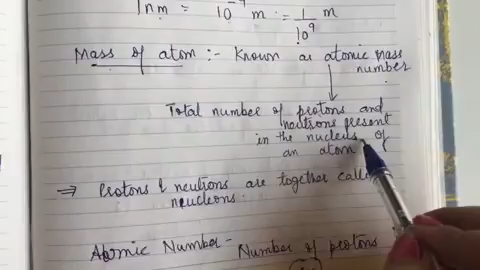 1nm = 10⁻⁹ m = 1/10⁹ m
Mass of atom :- Known as atomic mass
number
Total number of protons and
neutrons present
in the nucleus of
an atom
⇒ Protons & neutrons are together called
nucleons.
Atomic Number - Number of protons